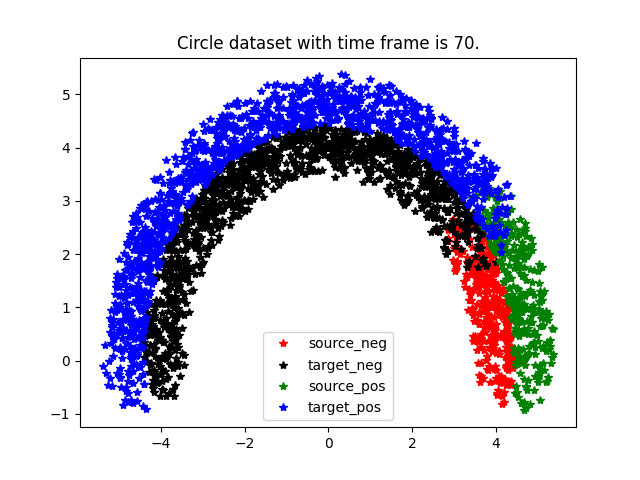 Circle dataset with time frame is 70.
5
4
3
2
1
0
−1
−4
−2
0
2
4
source_neg
target_neg
source_pos
target_pos